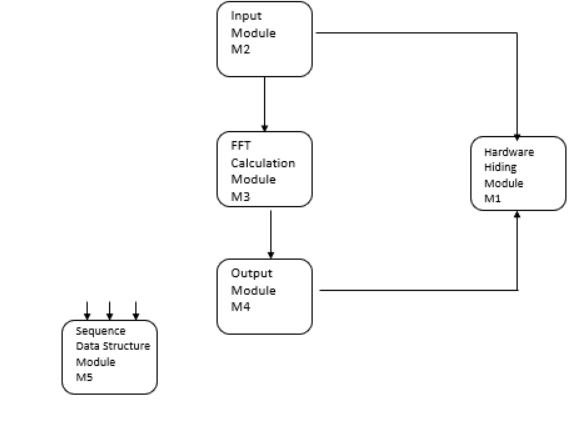 Input
Module
M2
FFT
Calculation
Module
M3
Hardware
Hiding
Module
M1
Output
Module
M4
Sequence
Data Structure
Module
M5